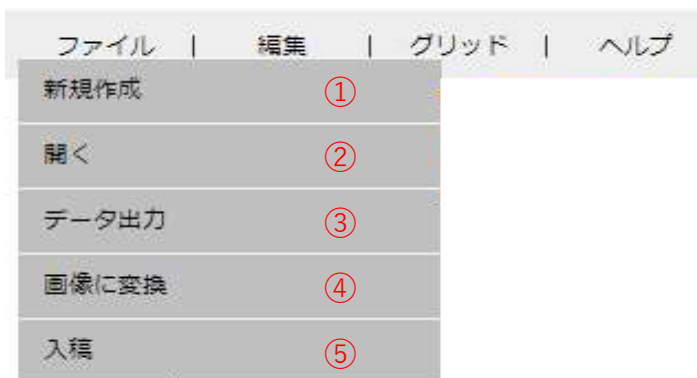 ファイル | 編集 | グリッド | ヘルプ
新規作成 ①
開く ②
データ出力 ③
画像に変換 ④
入稿 ⑤